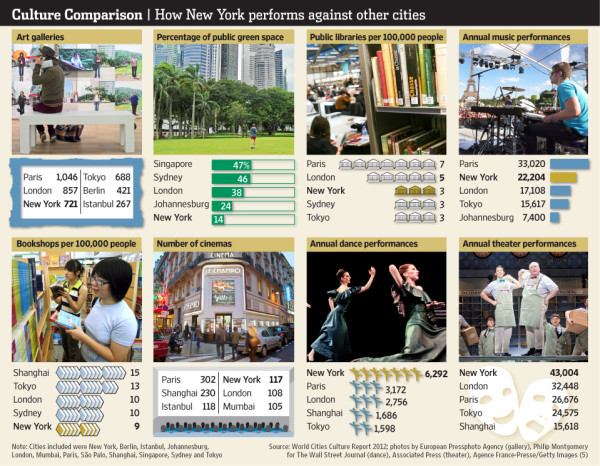 Culture Comparison | How New York performs against other cities
Art galleries
Paris 1,046 Tokyo 688
London 857 Berlin 421
New York 721 Istanbul 267
Percentage of public green space
Singapore 47%
Sydney 46
London 38
Johannesburg 24
New York 14
Public libraries per 100,000 people
Paris 7
London 5
New York 3
Sydney 3
Tokyo 3
Annual music performances
Paris 33,020
New York 22,204
London 17,108
Tokyo 15,617
Johannesburg 7,400
Bookshops per 100,000 people
Shanghai 15
Tokyo 13
London 10
Sydney 10
New York 9
Number of cinemas
CINEMA
Paris 302 New York 117
Shanghai 230 London 108
Istanbul 118 Mumbai 105
Annual dance performances
New York 6,292
Paris 3,172
London 2,756
Shanghai 1,686
Tokyo 1,598
Annual theater performances
New York 43,004
London 32,448
Paris 26,676
Tokyo 24,575
Shanghai 15,618
Note: Cities included were New York, Berlin, Istanbul, Johannesburg,
London, Mumbai, Paris, São Palo, Shanghai, Singapore, Sydney and Tokyo
Source: World Cities Culture Report 2012; photos by European Pressphoto Agency (gallery), Philip Montgomery
for The Wall Street Journal (dance), Associated Press (theater), Agence France-Presse/Getty Images (5)